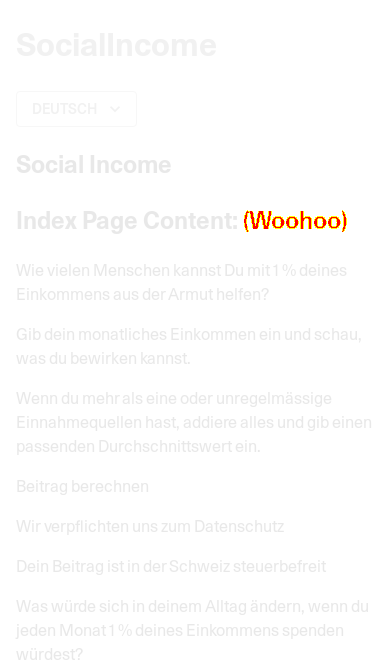 SocialIncome
DEUTSCH
Social Income
Index Page Content: (Woohoo)
Wie vielen Menschen kannst Du mit 1 % deines
Einkommens aus der Armut helfen?
Gib dein monatliches Einkommen ein und schau,
was du bewirken kannst.
Wenn du mehr als eine oder unregelmässige
Einnahmequellen hast, addiere alles und gib einen
passenden Durchschnittswert ein.
Beitrag berechnen
Wir verpflichten uns zum Datenschutz
Dein Beitrag ist in der Schweiz steuerbefreit
Was würde sich in deinem Alltag ändern, wenn du
jeden Monat 1 % deines Einkommens spenden
würdest?